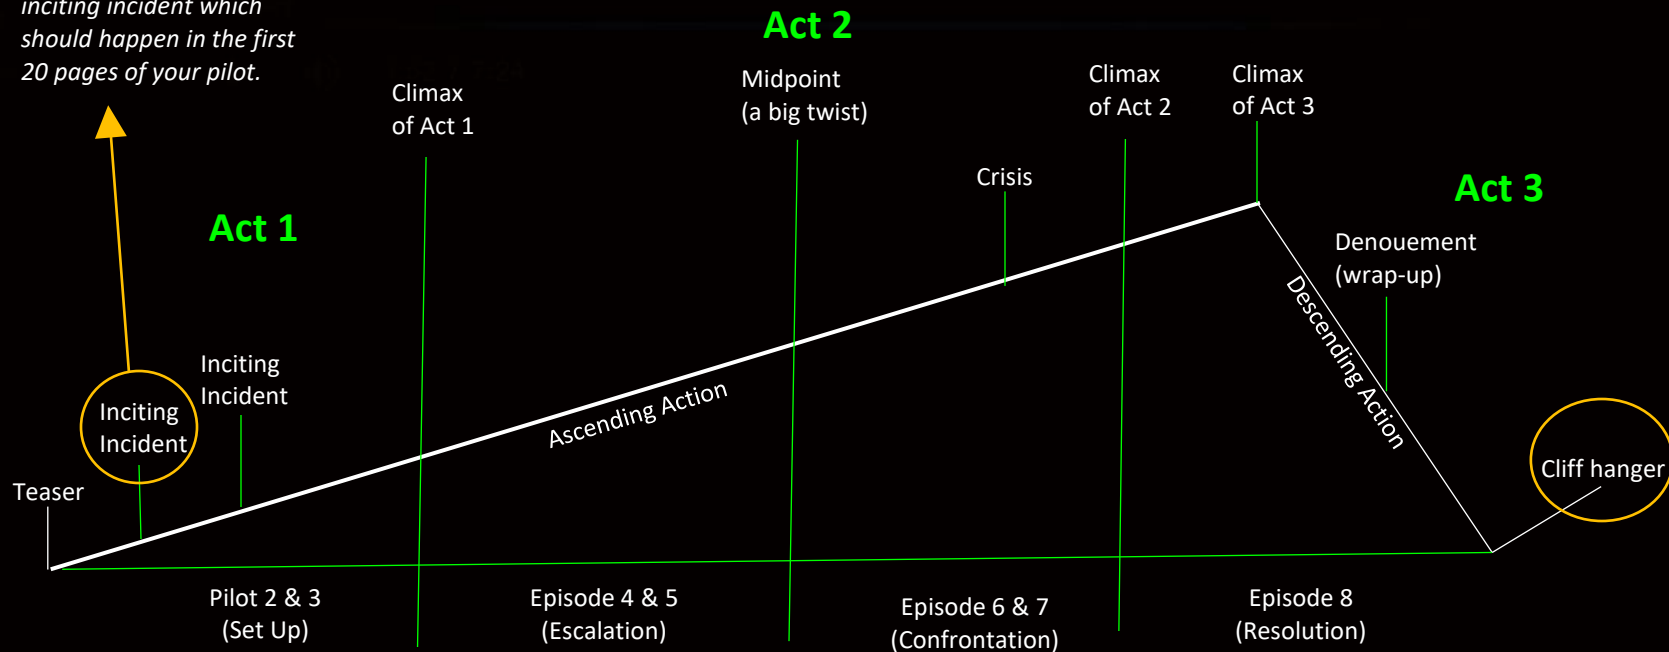 inciting incident which
should happen in the first
20 pages of your pilot.
Act 2
Climax
of Act 1
Midpoint
(a big twist)
Climax
of Act 2
Climax
of Act 3
Crisis
Act 3
Act 1
Denouement
(wrap-up)
Inciting
Incident
Inciting
Incident
Ascending Action
Descending Action
Teaser
Cliff hanger
Pilot 2 & 3
(Set Up)
Episode 4 & 5
(Escalation)
Episode 6 & 7
(Confrontation)
Episode 8
(Resolution)